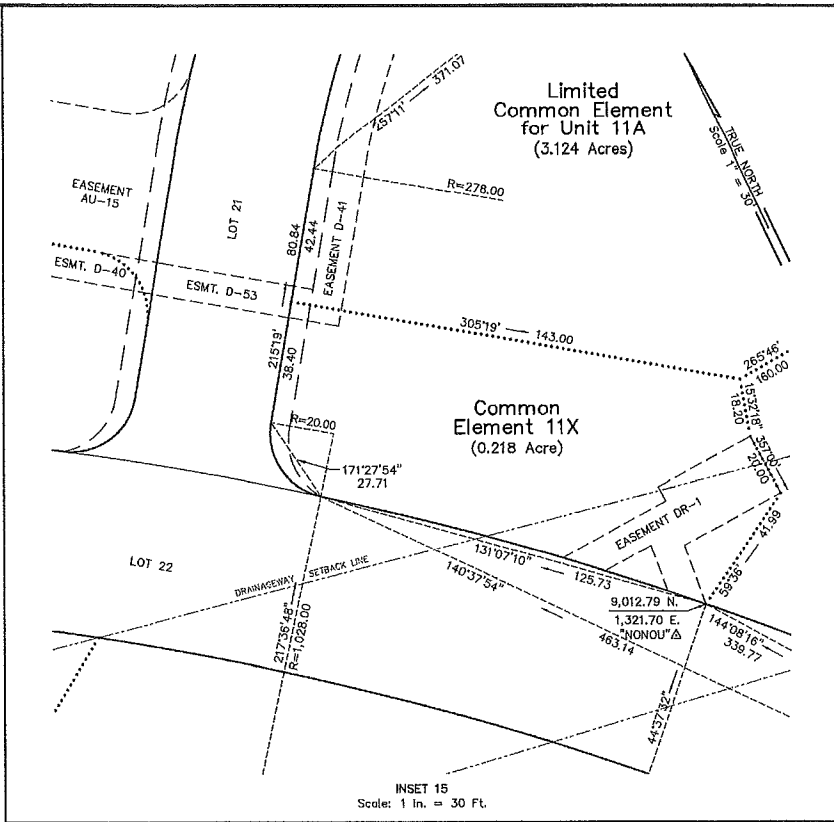 257°11' — 371.07
Limited
Common Element
for Unit 11A
(3.124 Acres)
TRUE NORTH
Scale 1" = 30'
EASEMENT
AU-15
LOT 21
R=278.00
80.84
42.44
EASEMENT D-41
ESMT. D-40
ESMT. D-53
305°19' — 143.00
265°46'
160.00
215°19'
38.40
15°32'18"
18.20
R=20.00
Common
Element 11X
(0.218 Acre)
357°00'
20.00
171°27'54"
27.71
EASEMENT DR-1
59°36' — 41.99
LOT 22
DRAINAGEWAY SETBACK LINE
131°07'10" — 125.73
140°37'54" — 463.14
217°36'48"
R=1,028.00
9,012.79 N.
1,321.70 E.
"NONOU"△
144°08'16"
339.77
44°37'32"
INSET 15
Scale: 1 In. = 30 Ft.